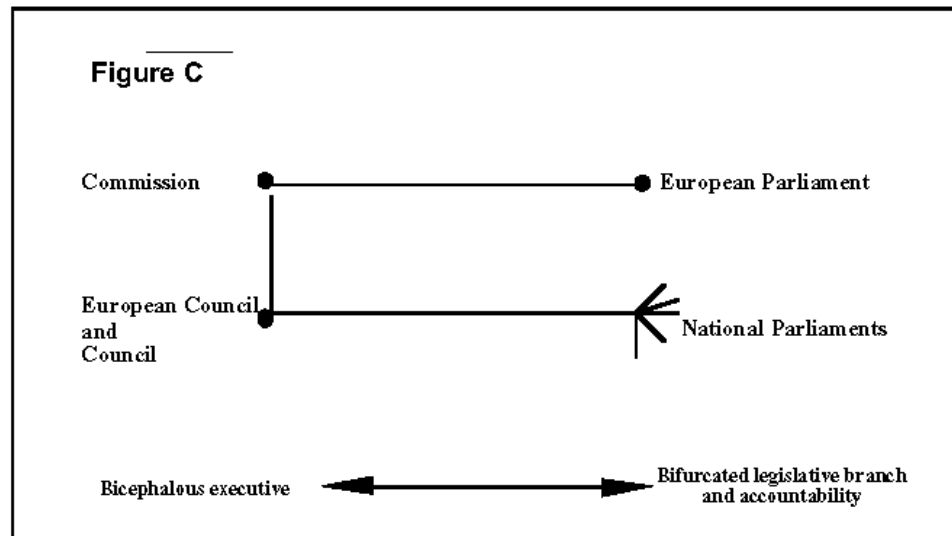 Figure C
Commission
European Parliament
European Council
and
Council
National Parliaments
Bicephalous executive
Bifurcated legislative branch
and accountability